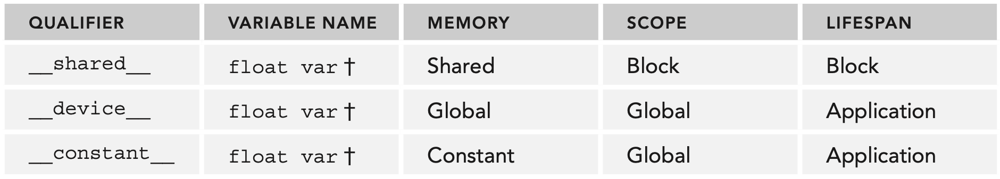 QUALIFIER VARIABLE NAME MEMORY SCOPE LIFESPAN
__shared__ float var † Shared Block Block
__device__ float var † Global Global Application
__constant__ float var † Constant Global Application